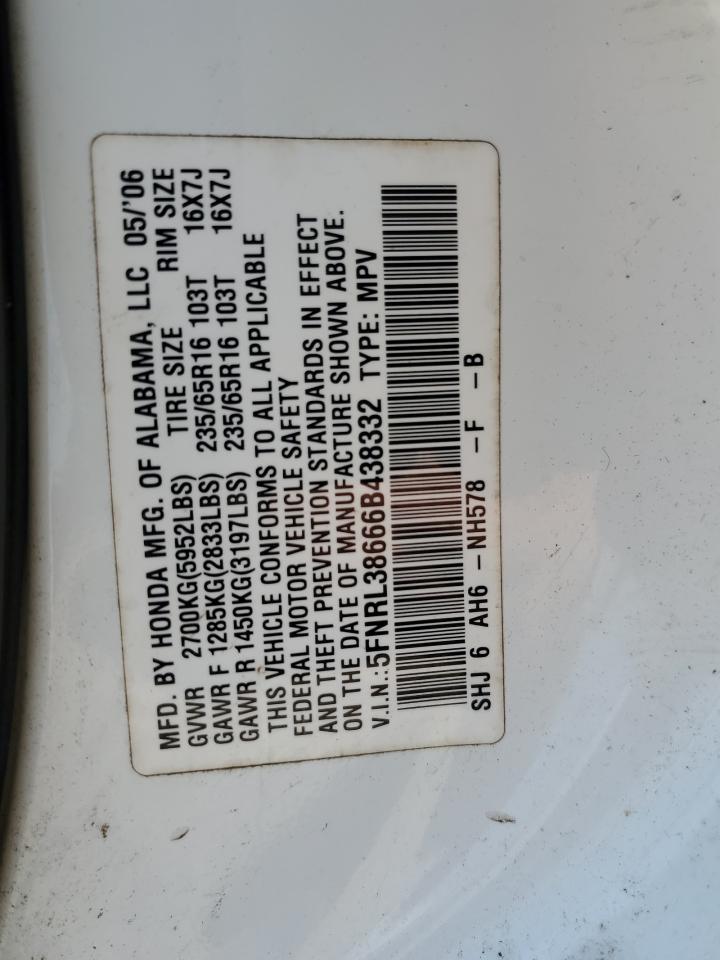 MFD. BY HONDA MFG. OF ALABAMA, LLC 05/'06
GVWR 2700KG(5952LBS) TIRE SIZE RIM SIZE
GAWR F 1285KG(2833LBS) 235/65R16 103T 16X7J
GAWR R 1450KG(3197LBS) 235/65R16 103T 16X7J
THIS VEHICLE CONFORMS TO ALL APPLICABLE
FEDERAL MOTOR VEHICLE SAFETY
AND THEFT PREVENTION STANDARDS IN EFFECT
ON THE DATE OF MANUFACTURE SHOWN ABOVE.
V.I.N.:5FNRL38666B438332 TYPE: MPV
SHJ 6 AH6 -NH578 -F -B